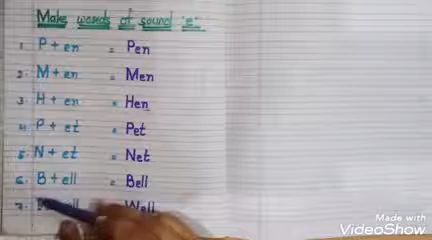 Make words of sound "e"
1. P + en = Pen
2. M + en = Men
3. H + en = Hen
4. P + et = Pet
5. N + et = Net
6. B + ell = Bell
7. = Well
Made With
VideoShow